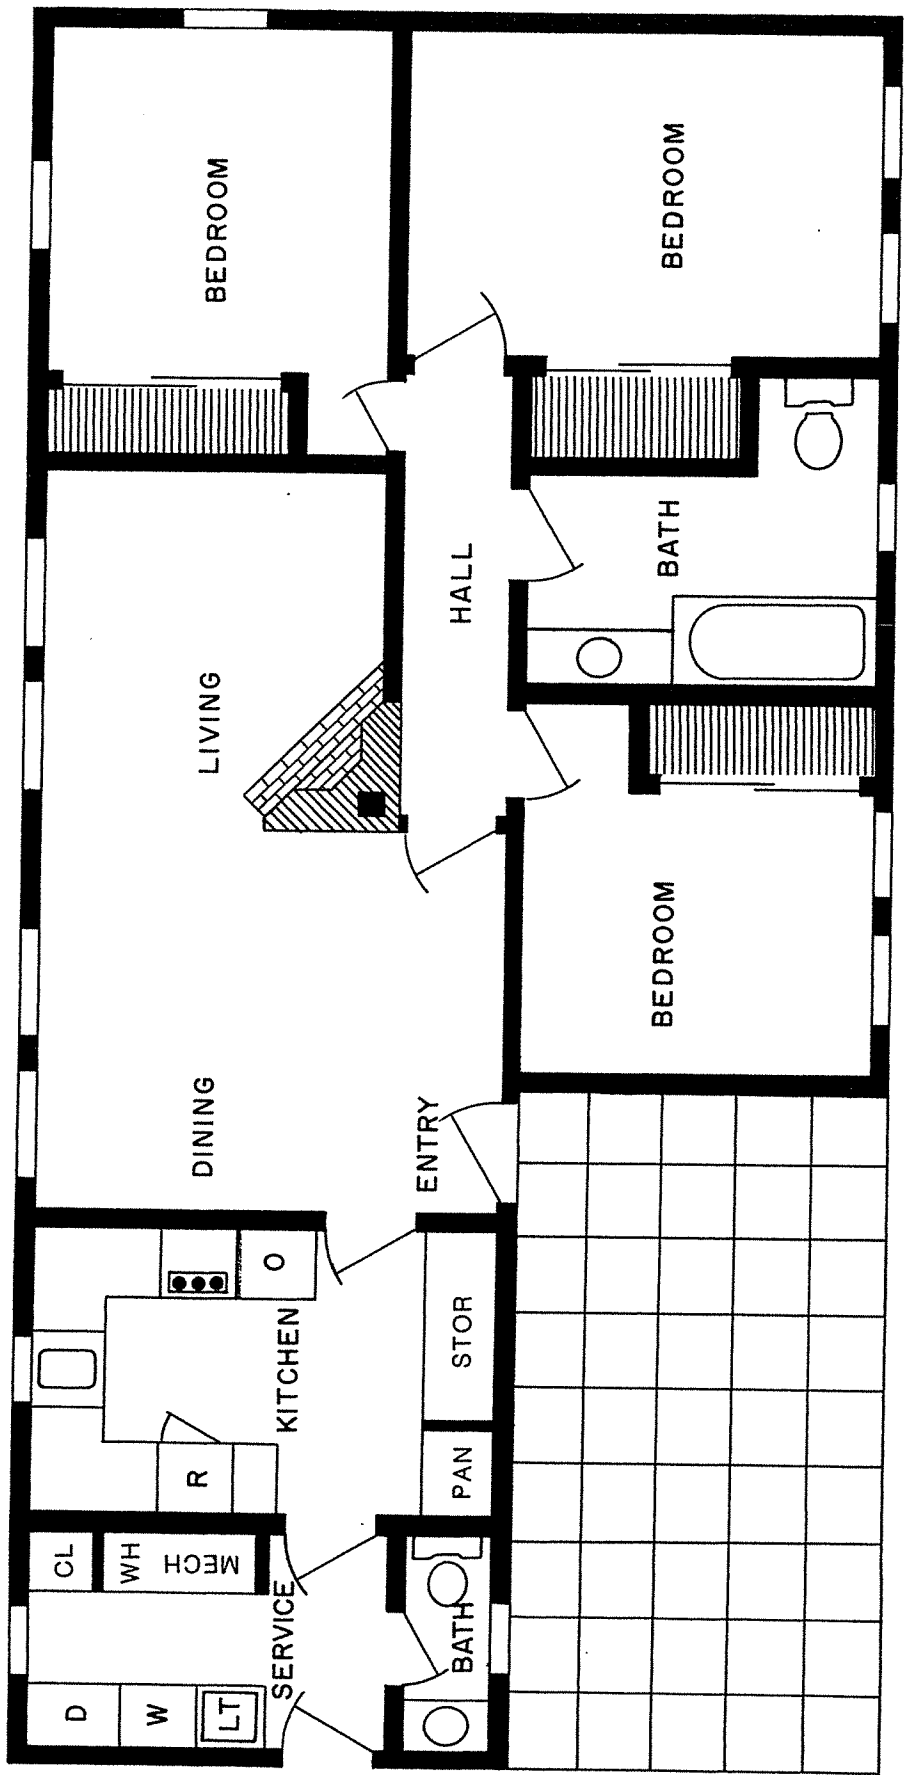 BEDROOM
BEDROOM
HALL
BATH
LIVING
BEDROOM
DINING
ENTRY
O
KITCHEN
STOR
R
PAN
CL
WH
MECH
SERVICE
BATH
D
W
LT